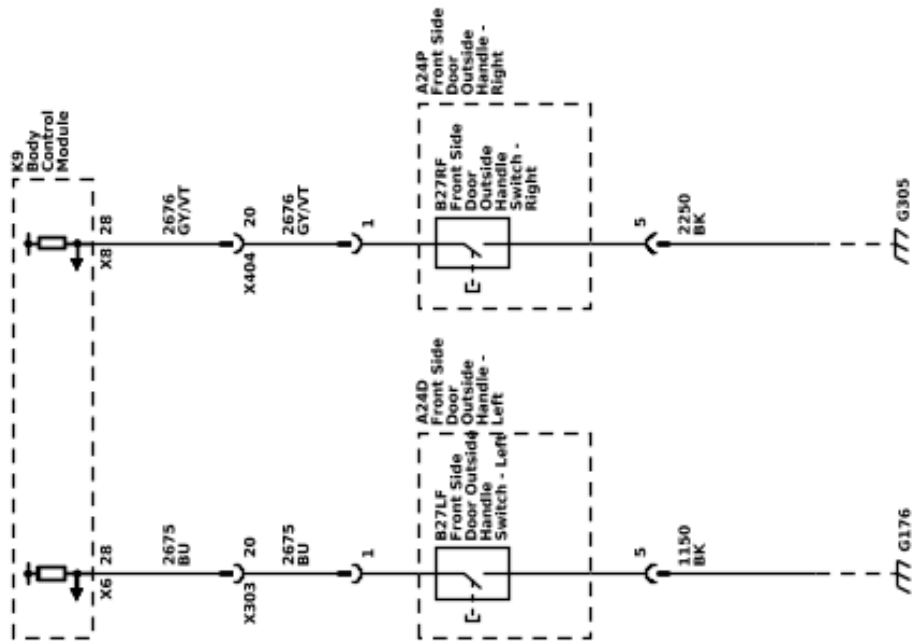 K9
Body
Control
Module
X8
28
2676
GY/VT
X404
20
2676
GY/VT
1
A24P
Front Side
Door
Outside
Handle -
Right
B27RF
Front Side
Door
Outside
Handle
Switch -
Right
5
2250
BK
G305
X6
28
2675
BU
X303
20
2675
BU
1
A24D
Front Side
Door
Outside
Handle -
Left
B27LF
Front Side
Door Outside
Handle
Switch - Left
5
1150
BK
G176